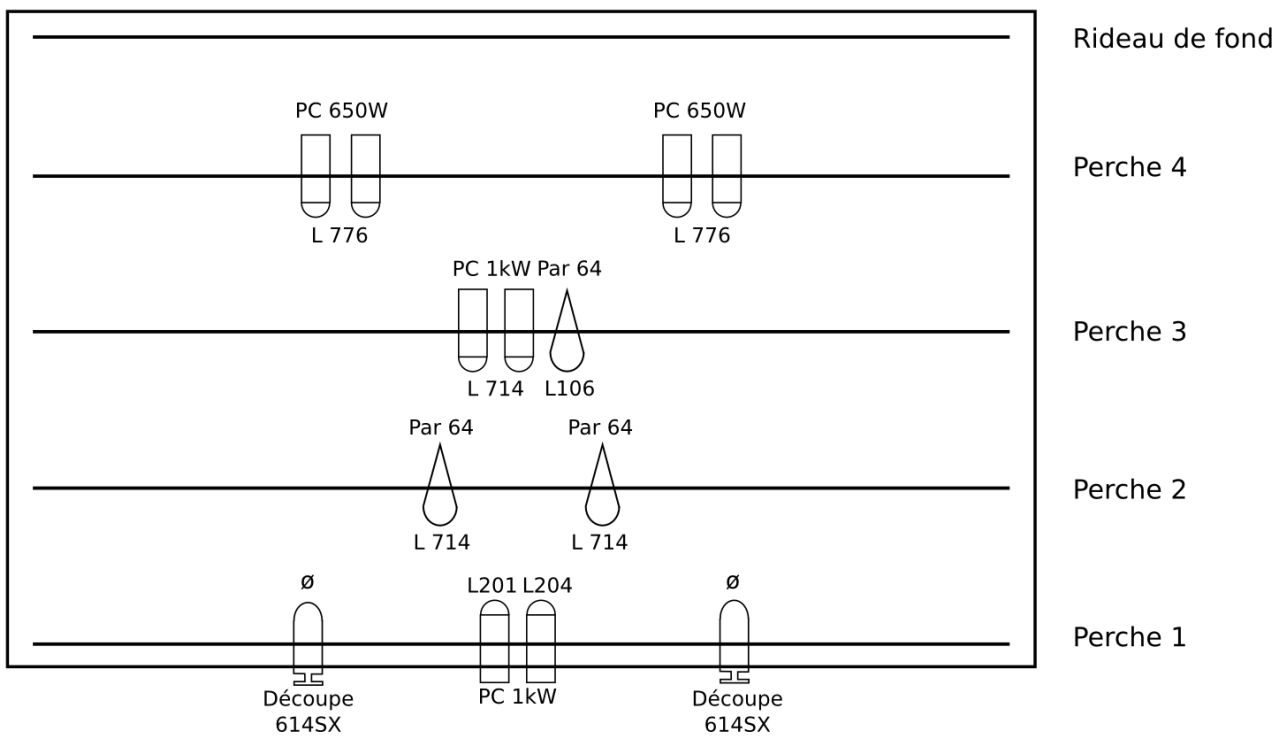 Rideau de fond
PC 650W PC 650W
Perche 4
L 776 L 776
PC 1kW Par 64
Perche 3
L 714 L106
Par 64 Par 64
Perche 2
L 714 L 714
ø L201 L204 ø
Perche 1
Découpe PC 1kW Découpe
614SX 614SX